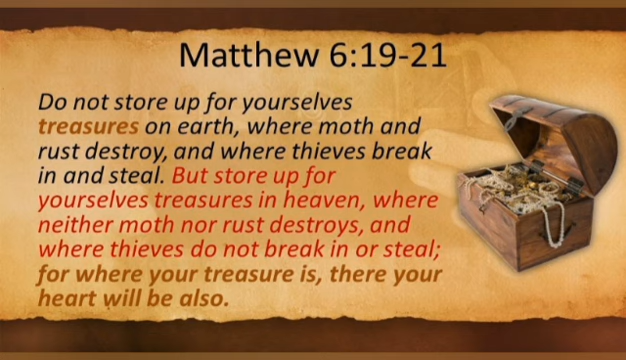 Matthew 6:19-21
Do not store up for yourselves
treasures on earth, where moth and
rust destroy, and where thieves break
in and steal. But store up for
yourselves treasures in heaven, where
neither moth nor rust destroys, and
where thieves do not break in or steal;
for where your treasure is, there your
heart will be also.